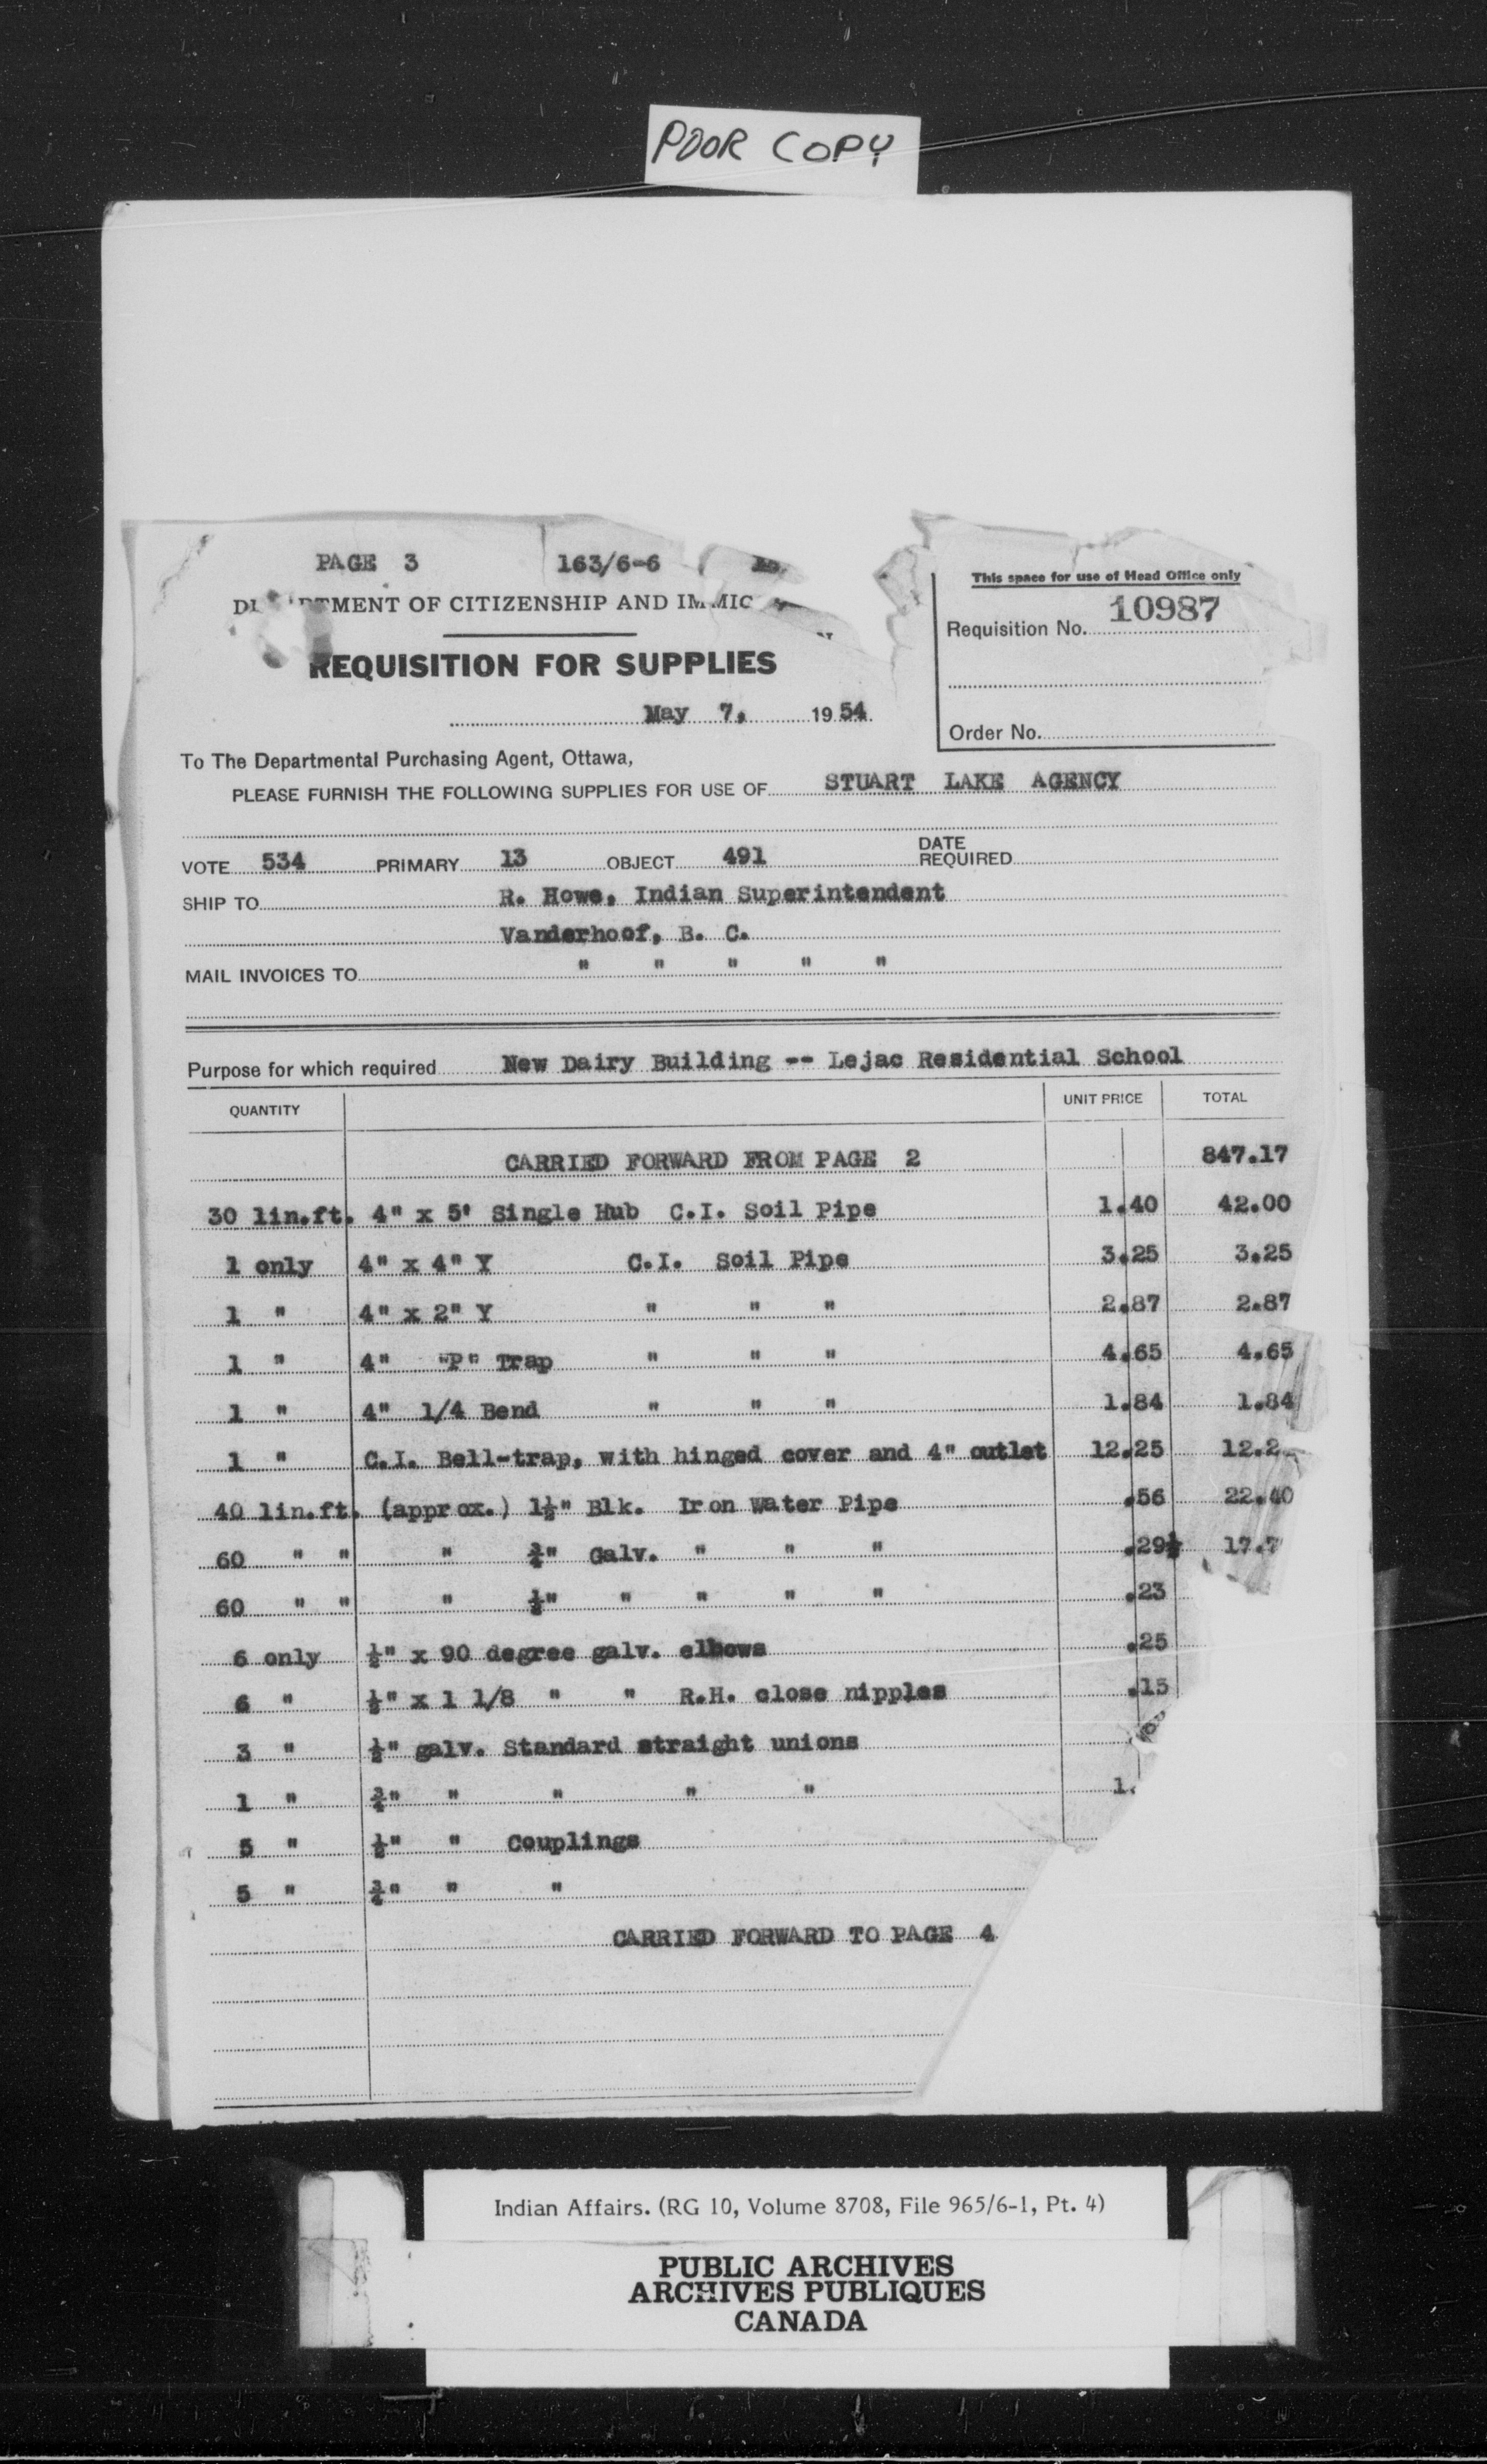 POOR COPY
PAGE 3 163/6-6
MENT OF CITIZENSHIP AND
REQUISITION FOR SUPPLIES
May 7, 1954.
This space for use of Head Office only
Requisition No. 10987
Order No.
To The Departmental Purchasing Agent, Ottawa,
PLEASE FURNISH THE FOLLOWING SUPPLIES FOR USE OF STUART LAKE AGENCY
VOTE 534 PRIMARY 13 OBJECT 491 DATE REQUIRED
SHIP TO R. Howe, Indian Superintendent
Vanderhoof, B. C.
MAIL INVOICES TO " " " " "
Purpose for which required New Dairy Building -- Lejac Residential School
QUANTITY UNIT PRICE TOTAL
CARRIED FORWARD FROM PAGE 2 847.17
30 lin.ft. 4" x 5' Single Hub C.I. Soil Pipe 1.40 42.00
1 only 4" x 4" Y C.I. Soil Pipe 3.25 3.25
1 " 4" x 2" Y " " " 2.87 2.87
1 " 4" "P" Trap " " " 4.65 4.65
1 " 4" 1/4 Bend " " " 1.84 1.84
1 " C.I. Bell-trap, with hinged cover and 4" outlet 12.25 12.2
40 lin.ft. (approx.) 1½" Blk. Iron Water Pipe .56 22.40
60 " " " ¾" Galv. " " " .29½ 17.7
60 " " " ½" " " " " .23
6 only ½" x 90 degree galv. elbows .25
6 " ½" x 1 1/8 " " R.H. close nipples .15
3 " ½" galv. Standard straight unions
1 " ¾" " " " " 1.
5 " ½" " Couplings
5 " ¾" " "
CARRIED FORWARD TO PAGE 4
Indian Affairs. (RG 10, Volume 8708, File 965/6-1, Pt. 4)
PUBLIC ARCHIVES
ARCHIVES PUBLIQUES
CANADA